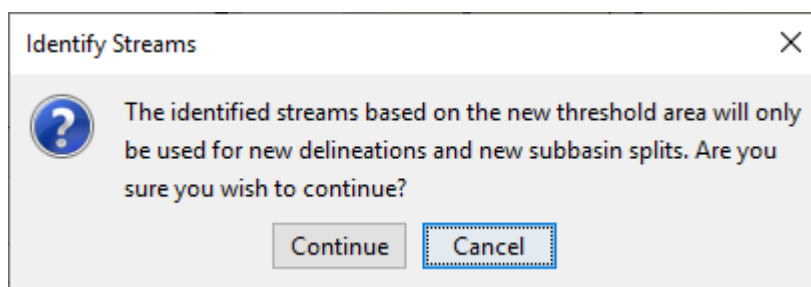 Identify Streams
The identified streams based on the new threshold area will only
be used for new delineations and new subbasin splits. Are you
sure you wish to continue?
Continue Cancel